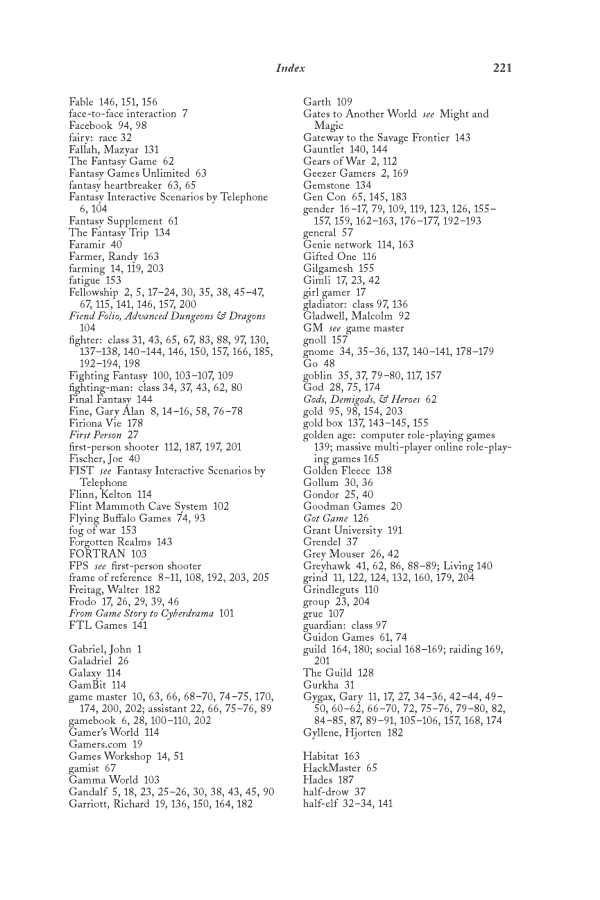 Index 221
Fable 146, 151, 156
face-to-face interaction 7
Facebook 94, 98
fairy: race 32
Fallah, Mazyar 131
The Fantasy Game 62
Fantasy Games Unlimited 63
fantasy heartbreaker 63, 65
Fantasy Interactive Scenarios by Telephone
6, 104
Fantasy Supplement 61
The Fantasy Trip 134
Faramir 40
Farmer, Randy 163
farming 14, 119, 203
fatigue 153
Fellowship 2, 5, 17–24, 30, 35, 38, 45–47,
67, 115, 141, 146, 157, 200
Fiend Folio, Advanced Dungeons & Dragons
104
fighter: class 31, 43, 65, 67, 83, 88, 97, 130,
137–138, 140–144, 146, 150, 157, 166, 185,
192–194, 198
Fighting Fantasy 100, 103–107, 109
fighting-man: class 34, 37, 43, 62, 80
Final Fantasy 144
Fine, Gary Alan 8, 14–16, 58, 76–78
Firiona Vie 178
First Person 27
first-person shooter 112, 187, 197, 201
Fischer, Joe 40
FIST see Fantasy Interactive Scenarios by
Telephone
Flinn, Kelton 114
Flint Mammoth Cave System 102
Flying Buffalo Games 74, 93
fog of war 153
Forgotten Realms 143
FORTRAN 103
FPS see first-person shooter
frame of reference 8–11, 108, 192, 203, 205
Freitag, Walter 182
Frodo 17, 26, 29, 39, 46
From Game Story to Cyberdrama 101
FTL Games 141
Gabriel, John 1
Galadriel 26
Galaxy 114
GamBit 114
game master 10, 63, 66, 68–70, 74–75, 170,
174, 200, 202; assistant 22, 66, 75–76, 89
gamebook 6, 28, 100–110, 202
Gamer's World 114
Gamers.com 19
Games Workshop 14, 51
gamist 67
Gamma World 103
Gandalf 5, 18, 23, 25–26, 30, 38, 43, 45, 90
Garriott, Richard 19, 136, 150, 164, 182
Garth 109
Gates to Another World see Might and
Magic
Gateway to the Savage Frontier 143
Gauntlet 140, 144
Gears of War 2, 112
Geezer Gamers 2, 169
Gemstone 134
Gen Con 65, 145, 183
gender 16–17, 79, 109, 119, 123, 126, 155–
157, 159, 162–163, 176–177, 192–193
general 57
Genie network 114, 163
Gifted One 116
Gilgamesh 155
Gimli 17, 23, 42
girl gamer 17
gladiator: class 97, 136
Gladwell, Malcolm 92
GM see game master
gnoll 157
gnome 34, 35–36, 137, 140–141, 178–179
Go 48
goblin 35, 37, 79–80, 117, 157
God 28, 75, 174
Gods, Demigods, & Heroes 62
gold 95, 98, 154, 203
gold box 137, 143–145, 155
golden age: computer role-playing games
139; massive multi-player online role-play-
ing games 165
Golden Fleece 138
Gollum 30, 36
Gondor 25, 40
Goodman Games 20
Got Game 126
Grant University 191
Grendel 37
Grey Mouser 26, 42
Greyhawk 41, 62, 86, 88–89; Living 140
grind 11, 122, 124, 132, 160, 179, 204
Grindleguts 110
group 23, 204
grue 107
guardian: class 97
Guidon Games 61, 74
guild 164, 180; social 168–169; raiding 169,
201
The Guild 128
Gurkha 31
Gygax, Gary 11, 17, 27, 34–36, 42–44, 49–
50, 60–62, 66–70, 72, 75–76, 79–80, 82,
84–85, 87, 89–91, 105–106, 157, 168, 174
Gyllene, Hjorten 182
Habitat 163
HackMaster 65
Hades 187
half-drow 37
half-elf 32–34, 141